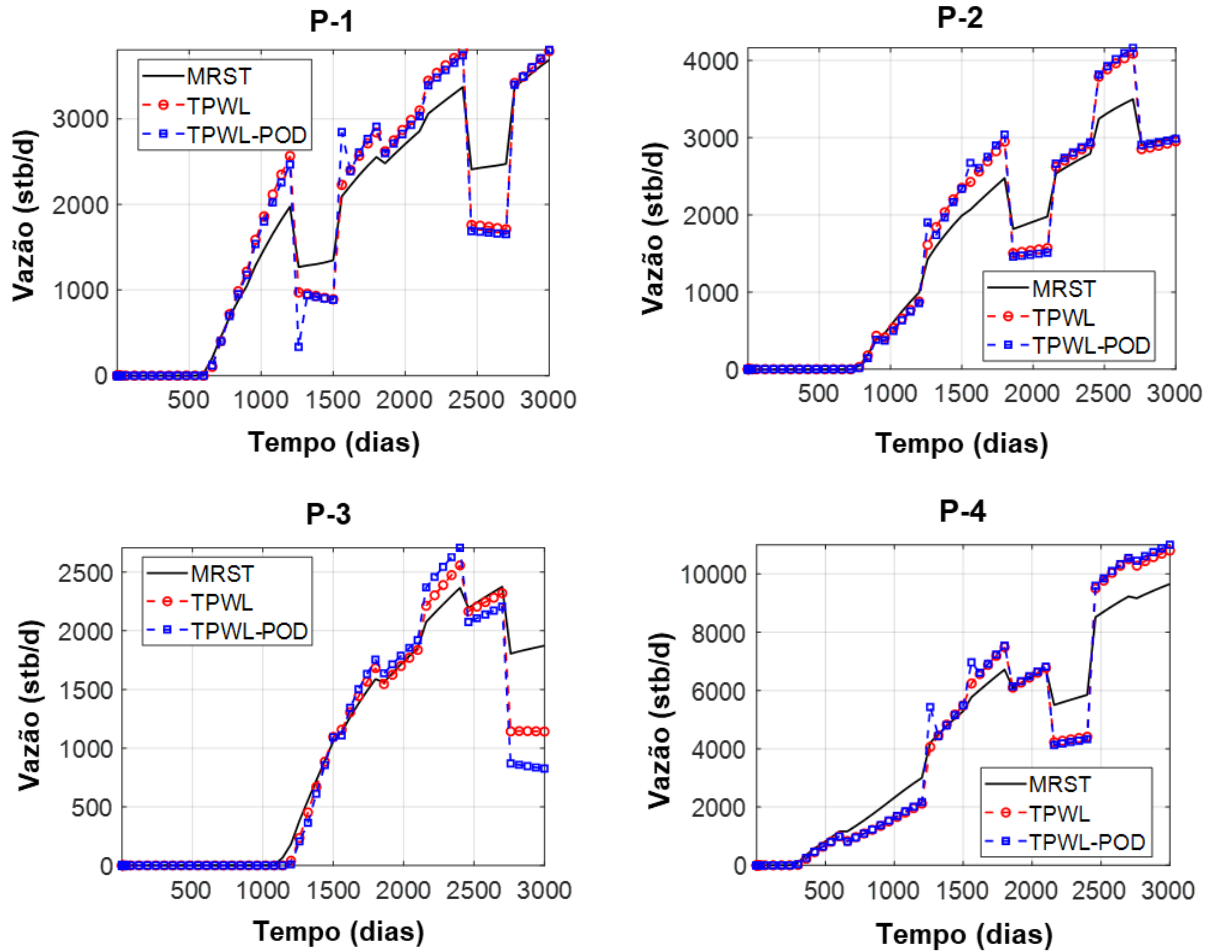 P-1
Vazão (stb/d)
3000
2000
1000
0
MRST
TPWL
TPWL-POD
500 1000 1500 2000 2500 3000
Tempo (dias)
P-2
Vazão (stb/d)
4000
3000
2000
1000
0
MRST
TPWL
TPWL-POD
500 1000 1500 2000 2500 3000
Tempo (dias)
P-3
Vazão (stb/d)
2500
2000
1500
1000
500
0
MRST
TPWL
TPWL-POD
500 1000 1500 2000 2500 3000
Tempo (dias)
P-4
Vazão (stb/d)
10000
8000
6000
4000
2000
0
MRST
TPWL
TPWL-POD
500 1000 1500 2000 2500 3000
Tempo (dias)